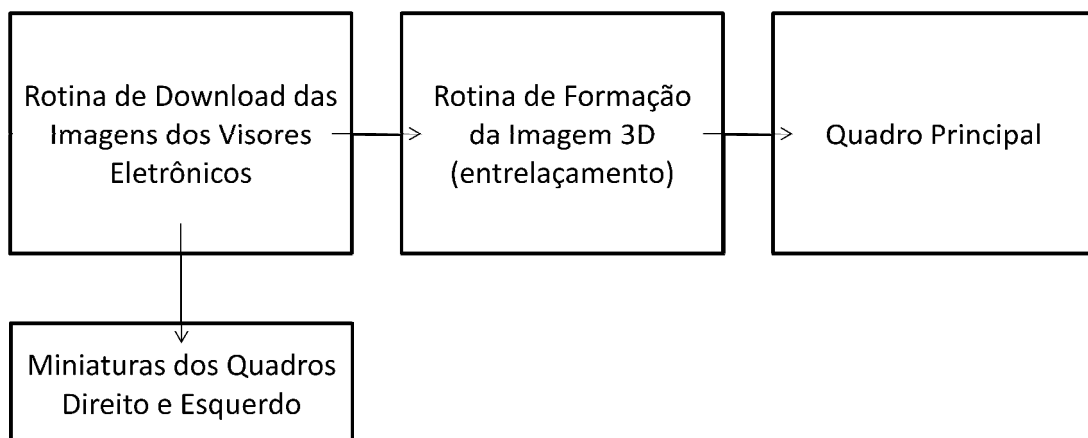 Rotina de Download das
Imagens dos Visores
Eletrônicos
Rotina de Formação
da Imagem 3D
(entrelaçamento)
Quadro Principal
Miniaturas dos Quadros
Direito e Esquerdo